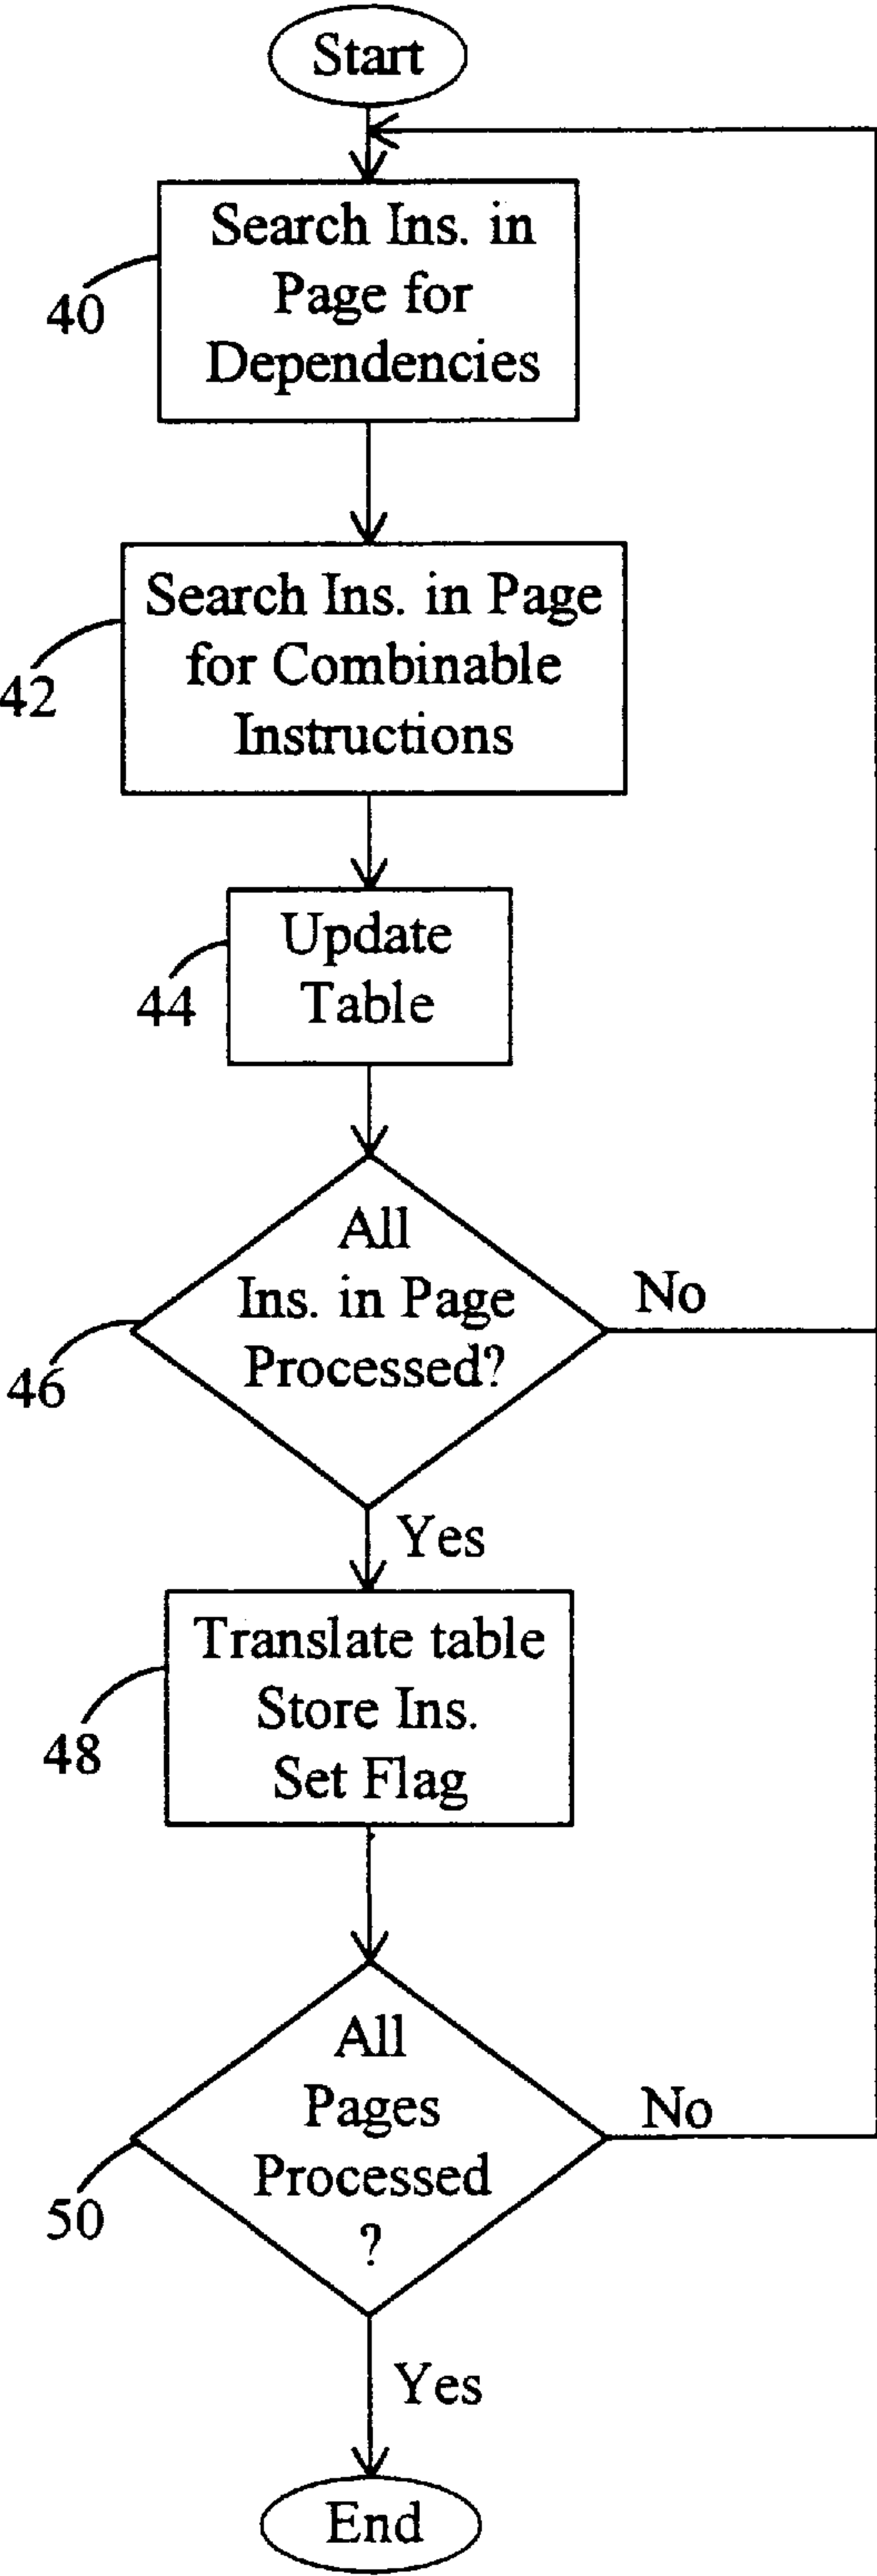 Start
Search Ins. in
Page for
Dependencies
40
Search Ins. in Page
for Combinable
Instructions
42
Update
Table
44
All
Ins. in Page
Processed?
No
46
Yes
Translate table
Store Ins.
Set Flag
48
All
Pages
Processed
?
No
50
Yes
End